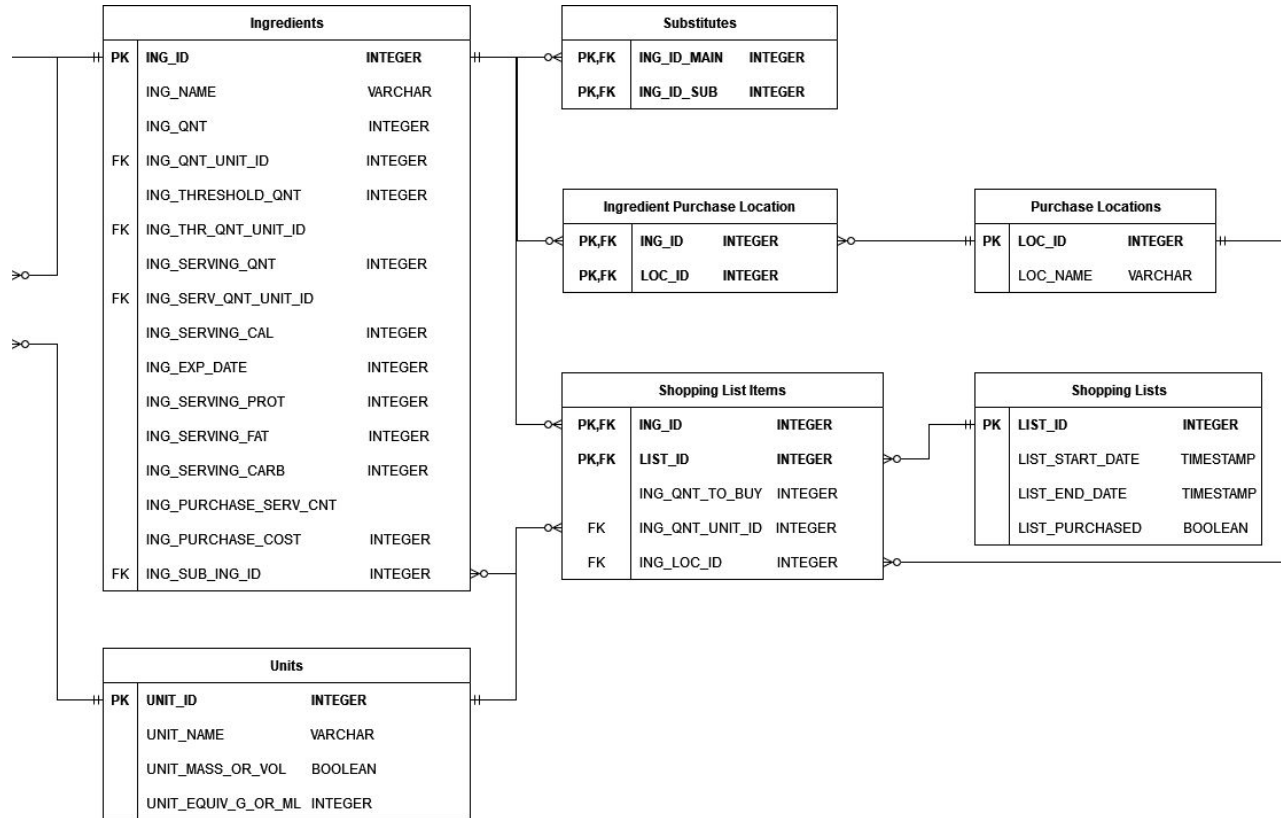 Ingredients
PK ING_ID INTEGER
ING_NAME VARCHAR
ING_QNT INTEGER
FK ING_QNT_UNIT_ID INTEGER
ING_THRESHOLD_QNT INTEGER
FK ING_THR_QNT_UNIT_ID
ING_SERVING_QNT INTEGER
FK ING_SERV_QNT_UNIT_ID
ING_SERVING_CAL INTEGER
ING_EXP_DATE INTEGER
ING_SERVING_PROT INTEGER
ING_SERVING_FAT INTEGER
ING_SERVING_CARB INTEGER
ING_PURCHASE_SERV_CNT
ING_PURCHASE_COST INTEGER
FK ING_SUB_ING_ID INTEGER
Substitutes
PK,FK ING_ID_MAIN INTEGER
PK,FK ING_ID_SUB INTEGER
Ingredient Purchase Location
PK,FK ING_ID INTEGER
PK,FK LOC_ID INTEGER
Purchase Locations
PK LOC_ID INTEGER
LOC_NAME VARCHAR
Shopping List Items
PK,FK ING_ID INTEGER
PK,FK LIST_ID INTEGER
ING_QNT_TO_BUY INTEGER
FK ING_QNT_UNIT_ID INTEGER
FK ING_LOC_ID INTEGER
Shopping Lists
PK LIST_ID INTEGER
LIST_START_DATE TIMESTAMP
LIST_END_DATE TIMESTAMP
LIST_PURCHASED BOOLEAN
Units
PK UNIT_ID INTEGER
UNIT_NAME VARCHAR
UNIT_MASS_OR_VOL BOOLEAN
UNIT_EQUIV_G_OR_ML INTEGER